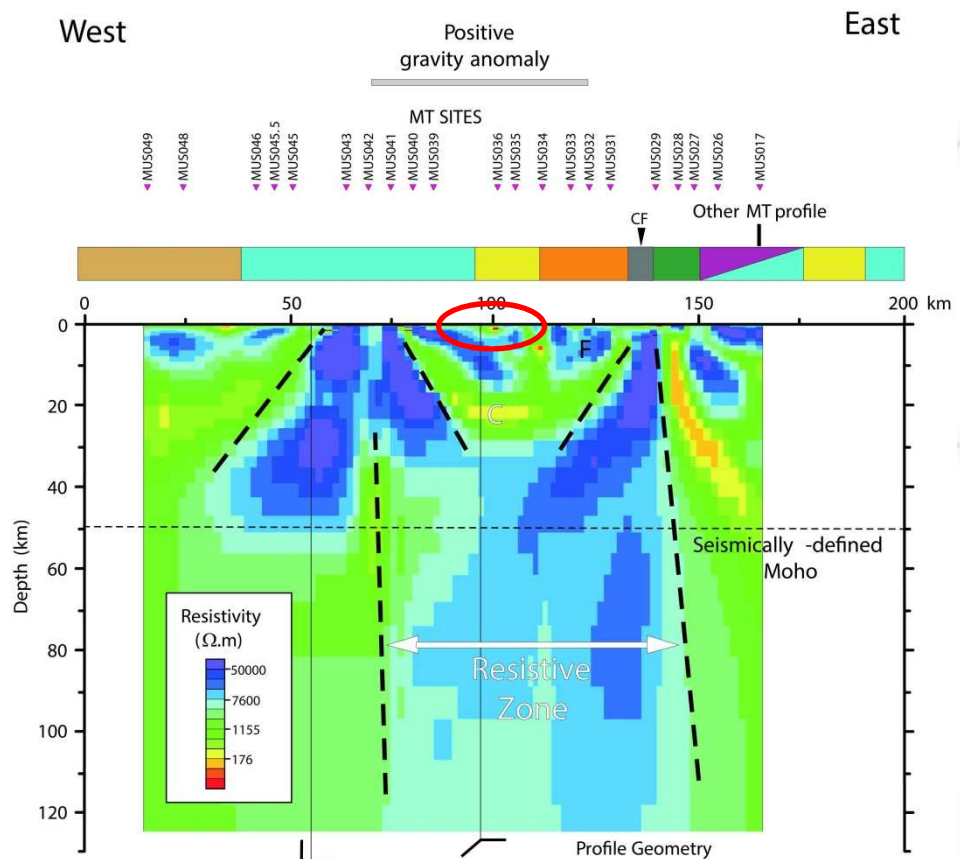 West
East
Positive
gravity anomaly
MT SITES
MUS049
MUS048
MUS046
MUS045.5
MUS045
MUS043
MUS042
MUS041
MUS040
MUS039
MUS036
MUS035
MUS034
MUS033
MUS032
MUS031
MUS029
MUS028
MUS027
MUS026
MUS017
Other MT profile
CF
0 50 100 150 200 km
0
20
40
60
80
100
120
Depth (km)
F
C
Seismically -defined
Moho
Resistive
Zone
Resistivity
(Ω.m)
50000
7600
1155
176
Profile Geometry